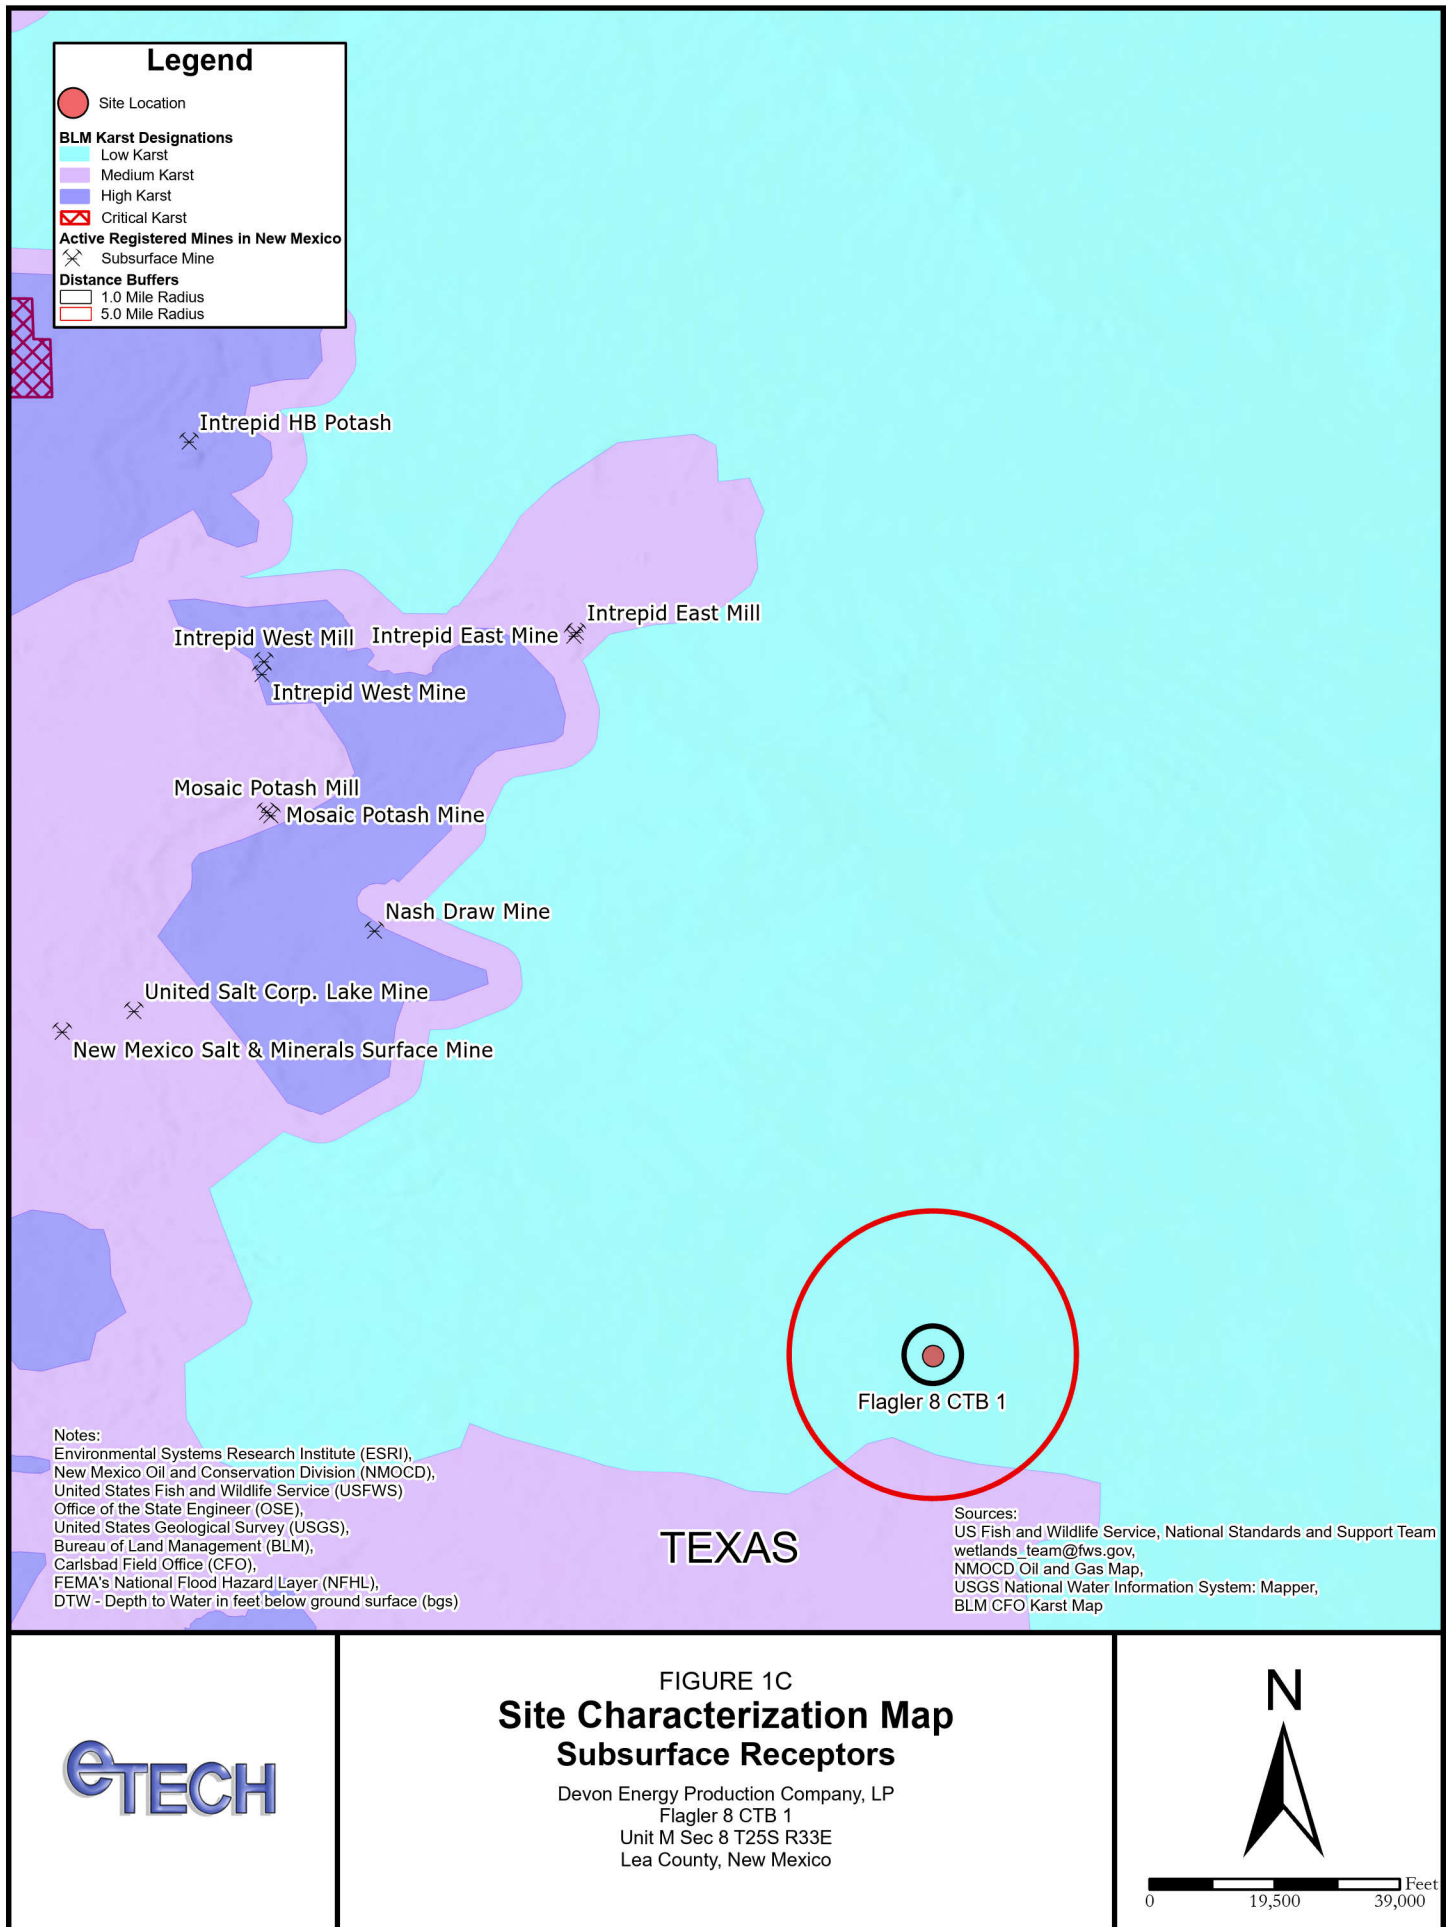 Legend
Site Location
BLM Karst Designations
Low Karst
Medium Karst
High Karst
Critical Karst
Active Registered Mines in New Mexico
Subsurface Mine
Distance Buffers
1.0 Mile Radius
5.0 Mile Radius
Intrepid HB Potash
Intrepid East Mill
Intrepid West Mill
Intrepid East Mine
Intrepid West Mine
Mosaic Potash Mill
Mosaic Potash Mine
Nash Draw Mine
United Salt Corp. Lake Mine
New Mexico Salt & Minerals Surface Mine
Flagler 8 CTB 1
TEXAS
Notes:
Environmental Systems Research Institute (ESRI),
New Mexico Oil and Conservation Division (NMOCD),
United States Fish and Wildlife Service (USFWS)
Office of the State Engineer (OSE),
United States Geological Survey (USGS),
Bureau of Land Management (BLM),
Carlsbad Field Office (CFO),
FEMA's National Flood Hazard Layer (NFHL),
DTW - Depth to Water in feet below ground surface (bgs)
Sources:
US Fish and Wildlife Service, National Standards and Support Team
wetlands_team@fws.gov,
NMOCD Oil and Gas Map,
USGS National Water Information System: Mapper,
BLM CFO Karst Map
eTECH
FIGURE 1C
Site Characterization Map
Subsurface Receptors
Devon Energy Production Company, LP
Flagler 8 CTB 1
Unit M Sec 8 T25S R33E
Lea County, New Mexico
N
Feet
0 19,500 39,000